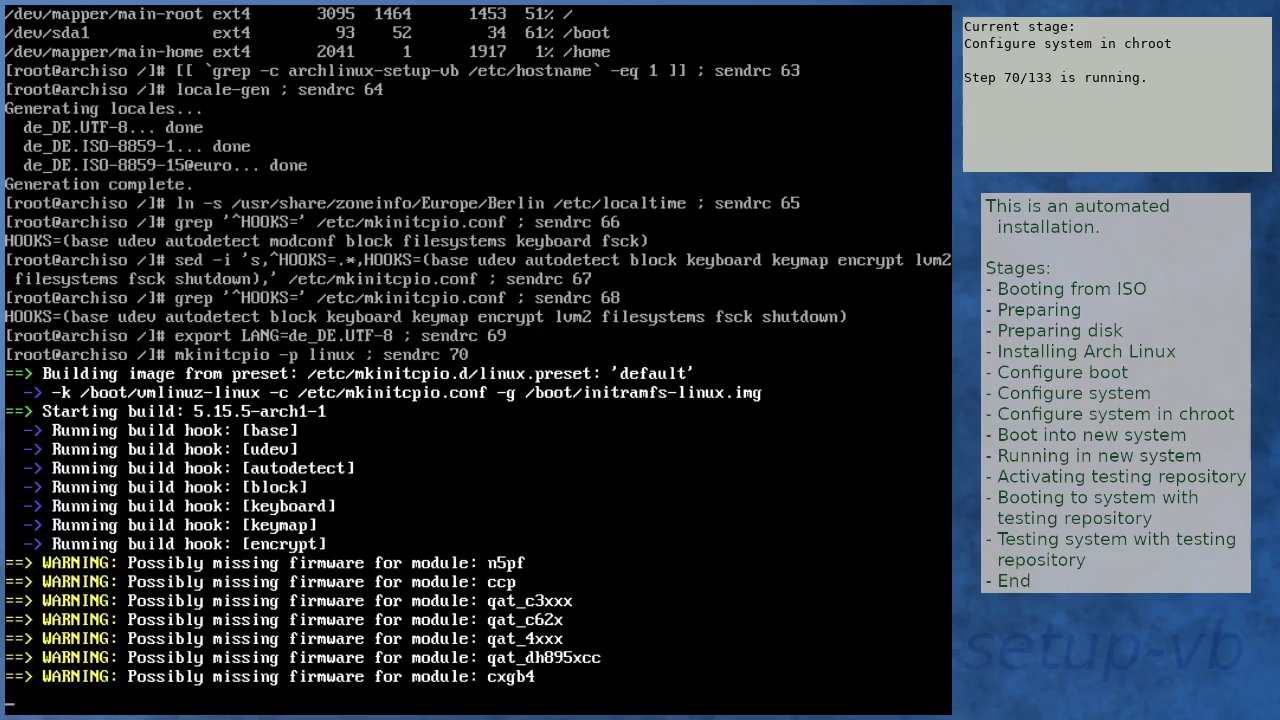 /dev/mapper/main-root ext4       3095  1464      1453  51% /
/dev/sda1             ext4         93    52        34  61% /boot
/dev/mapper/main-home ext4       2041     1      1917   1% /home
[root@archiso /]# [[ `grep -c archlinux-setup-vb /etc/hostname` -eq 1 ]] ; sendrc 63
[root@archiso /]# locale-gen ; sendrc 64
Generating locales...
  de_DE.UTF-8... done
  de_DE.ISO-8859-1... done
  de_DE.ISO-8859-15@euro... done
Generation complete.
[root@archiso /]# ln -s /usr/share/zoneinfo/Europe/Berlin /etc/localtime ; sendrc 65
[root@archiso /]# grep '^HOOKS=' /etc/mkinitcpio.conf ; sendrc 66
HOOKS=(base udev autodetect modconf block filesystems keyboard fsck)
[root@archiso /]# sed -i 's,^HOOKS=.*,HOOKS=(base udev autodetect block keyboard keymap encrypt lvm2
 filesystems fsck shutdown),' /etc/mkinitcpio.conf ; sendrc 67
[root@archiso /]# grep '^HOOKS=' /etc/mkinitcpio.conf ; sendrc 68
HOOKS=(base udev autodetect block keyboard keymap encrypt lvm2 filesystems fsck shutdown)
[root@archiso /]# export LANG=de_DE.UTF-8 ; sendrc 69
[root@archiso /]# mkinitcpio -p linux ; sendrc 70
==> Building image from preset: /etc/mkinitcpio.d/linux.preset: 'default'
  -> -k /boot/vmlinuz-linux -c /etc/mkinitcpio.conf -g /boot/initramfs-linux.img
==> Starting build: 5.15.5-arch1-1
  -> Running build hook: [base]
  -> Running build hook: [udev]
  -> Running build hook: [autodetect]
  -> Running build hook: [block]
  -> Running build hook: [keyboard]
  -> Running build hook: [keymap]
  -> Running build hook: [encrypt]
==> WARNING: Possibly missing firmware for module: n5pf
==> WARNING: Possibly missing firmware for module: ccp
==> WARNING: Possibly missing firmware for module: qat_c3xxx
==> WARNING: Possibly missing firmware for module: qat_c62x
==> WARNING: Possibly missing firmware for module: qat_4xxx
==> WARNING: Possibly missing firmware for module: qat_dh895xcc
==> WARNING: Possibly missing firmware for module: cxgb4
_
Current stage:
Configure system in chroot
Step 70/133 is running.
This is an automated
installation.
Stages:
- Booting from ISO
- Preparing
- Preparing disk
- Installing Arch Linux
- Configure boot
- Configure system
- Configure system in chroot
- Boot into new system
- Running in new system
- Activating testing repository
- Booting to system with
testing repository
- Testing system with testing
repository
- End
-setup-vb